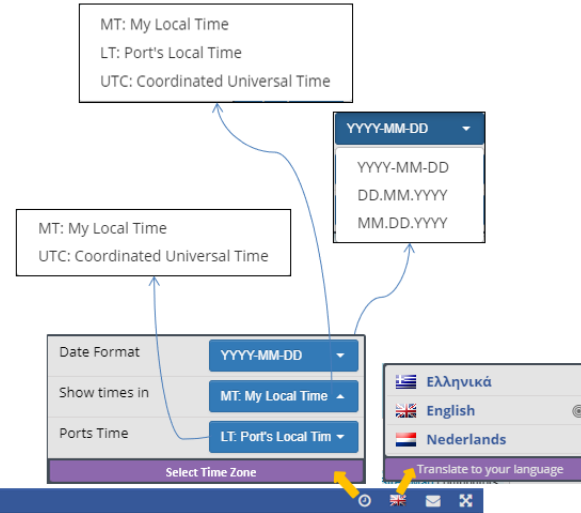 MT: My Local Time
LT: Port's Local Time
UTC: Coordinated Universal Time
YYYY-MM-DD
YYYY-MM-DD
DD.MM.YYYY
MM.DD.YYYY
MT: My Local Time
UTC: Coordinated Universal Time
Date Format YYYY-MM-DD
Show times in MT: My Local Time
Ports Time LT: Port's Local Tim
Select Time Zone
Ελληνικά
English
Nederlands
Translate to your language